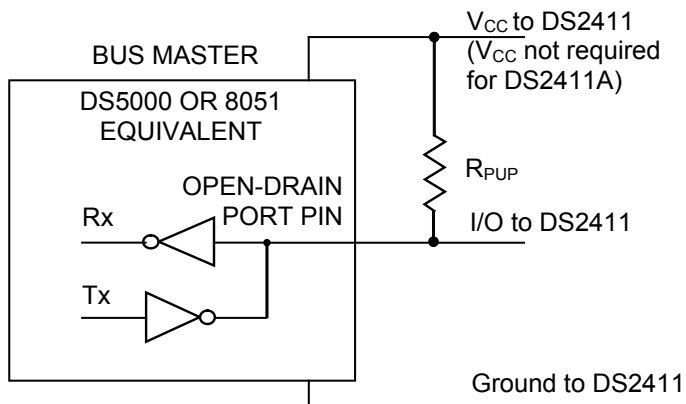 BUS MASTER
DS5000 OR 8051
EQUIVALENT
OPEN-DRAIN
PORT PIN
Rx
Tx
VCC to DS2411
(VCC not required
for DS2411A)
RPUP
I/O to DS2411
Ground to DS2411